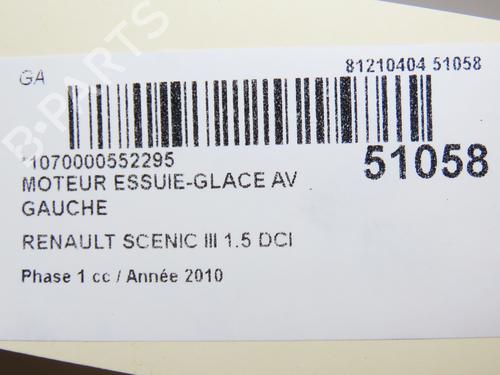 GA
81210404 51058
*1070000552295
51058
MOTEUR ESSUIE-GLACE AV
GAUCHE
RENAULT SCENIC III 1.5 DCI
Phase 1 cc / Année 2010
B-PARTS